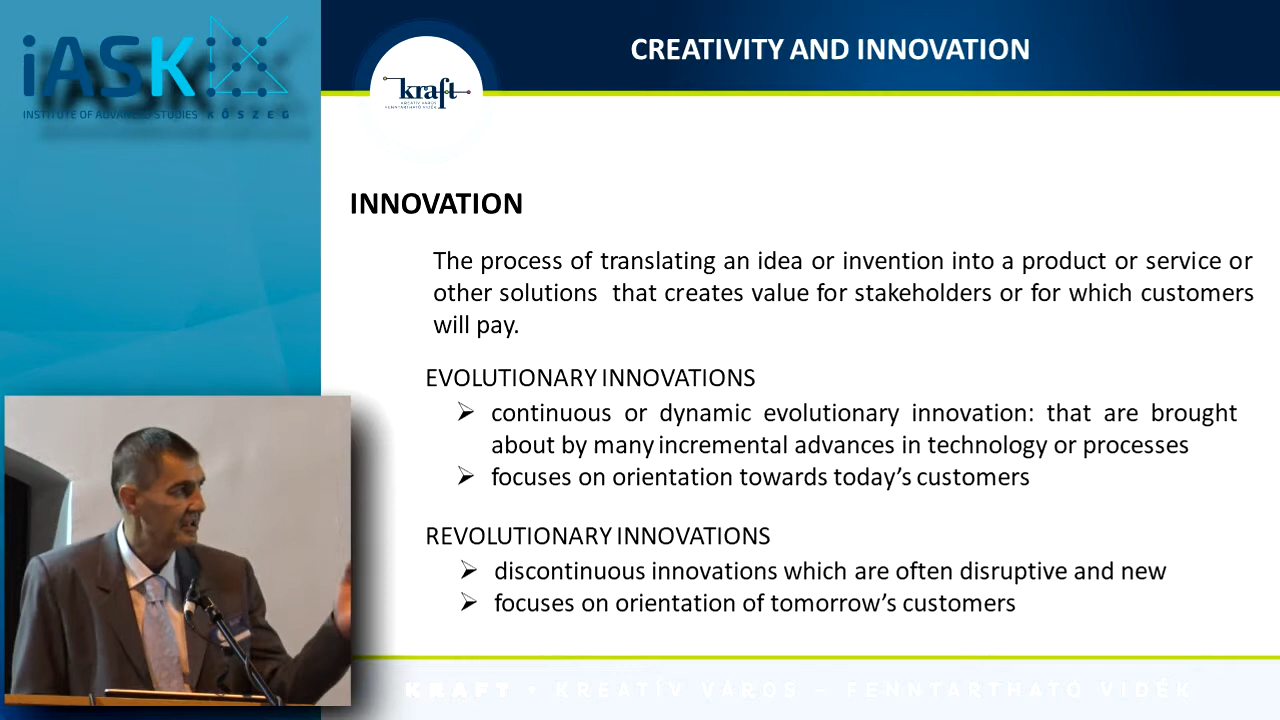 iASK
INSTITUTE OF ADVANCED STUDIES KŐSZEG
CREATIVITY AND INNOVATION
kraft
KREATÍV VÁROS
FENNTARTHATÓ VIDÉK
INNOVATION
The process of translating an idea or invention into a product or service or
other solutions that creates value for stakeholders or for which customers
will pay.
EVOLUTIONARY INNOVATIONS
➢ continuous or dynamic evolutionary innovation: that are brought
about by many incremental advances in technology or processes
➢ focuses on orientation towards today’s customers
REVOLUTIONARY INNOVATIONS
➢ discontinuous innovations which are often disruptive and new
➢ focuses on orientation of tomorrow’s customers
KRAFT • KREATÍV VÁROS – FENNTARTHATÓ VIDÉK